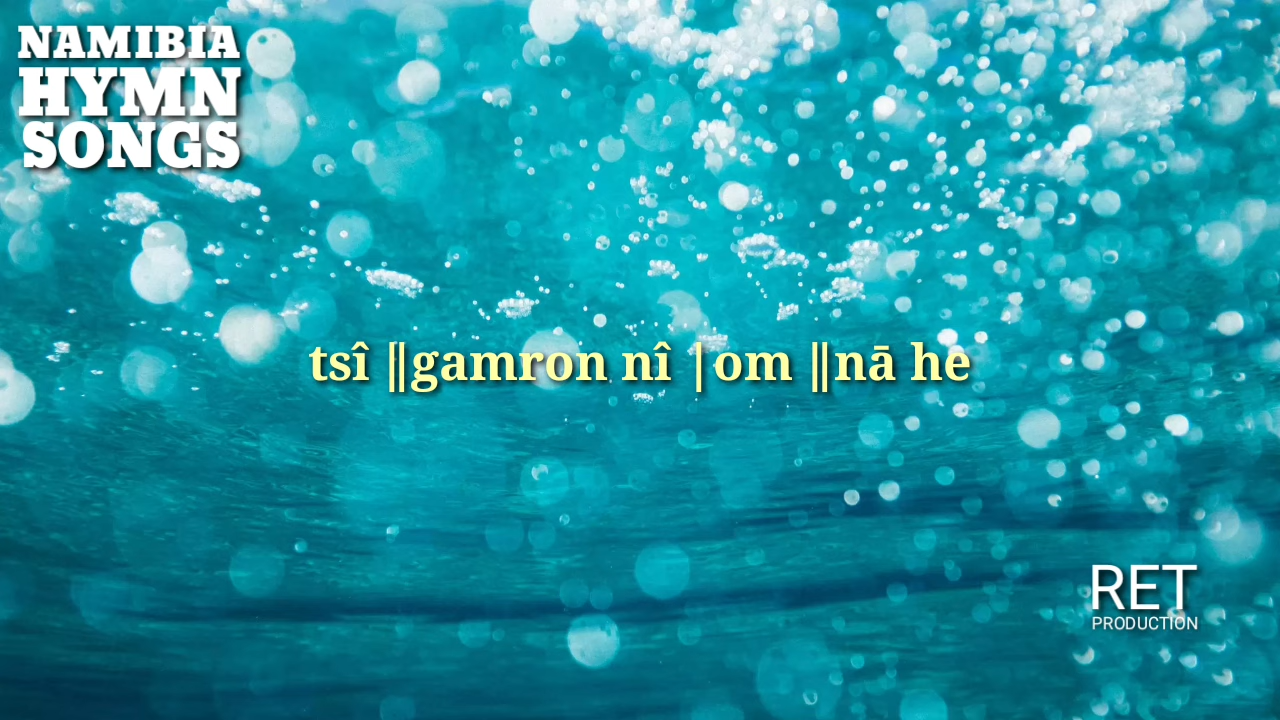 NAMIBIA
HYMN
SONGS
tsî ǁgamron nî ǀom ǁnā he
RET
PRODUCTION